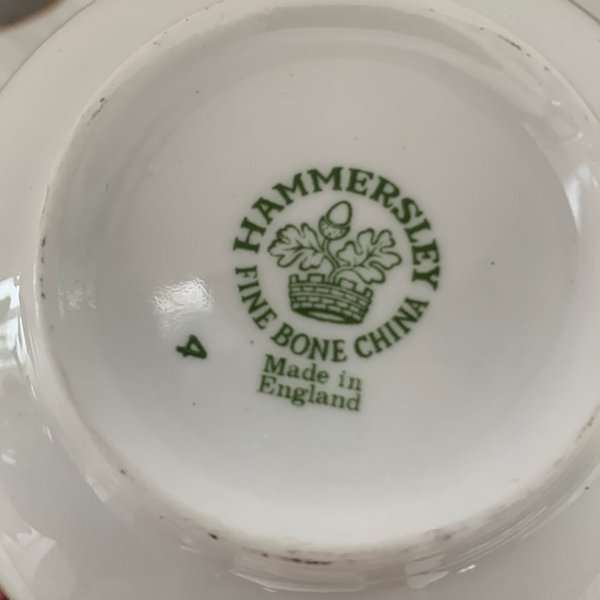 HAMMERSLEY
FINE BONE CHINA
Made in
England
4